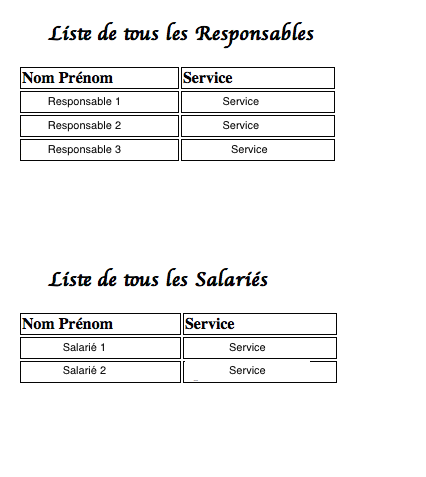 Liste de tous les Responsables
Nom Prénom Service
Responsable 1 Service
Responsable 2 Service
Responsable 3 Service
Liste de tous les Salariés
Nom Prénom Service
Salarié 1 Service
Salarié 2 Service